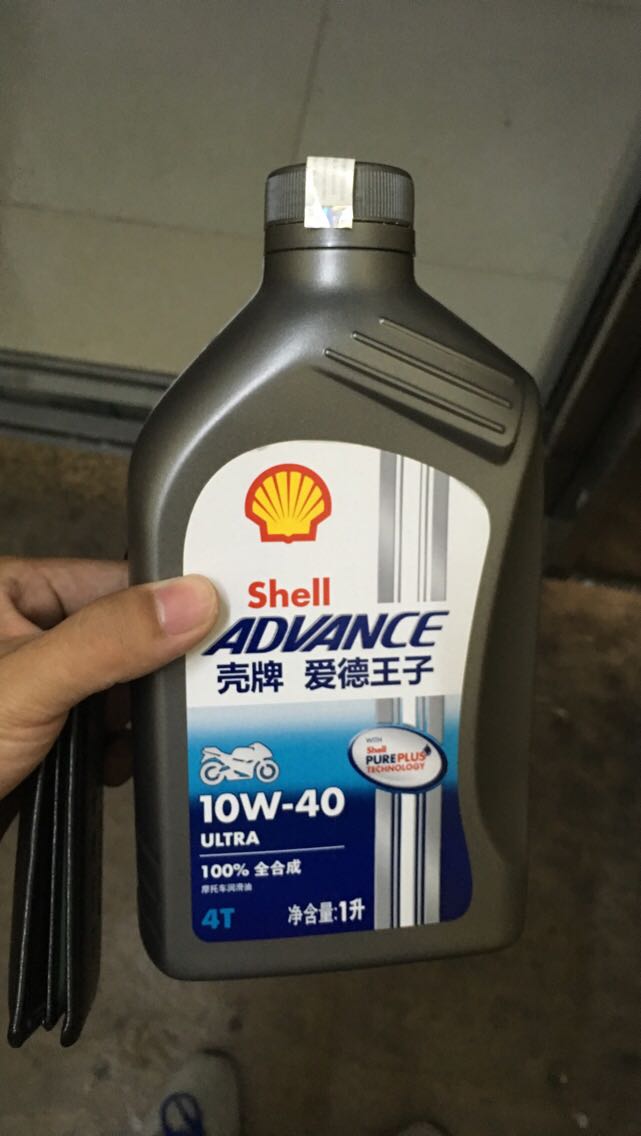 Shell
ADVANCE
壳牌 爱德王子
WITH
Shell
PUREPLUS
TECHNOLOGY
10W-40
ULTRA
100% 全合成
摩托车润滑油
4T 净含量:1升